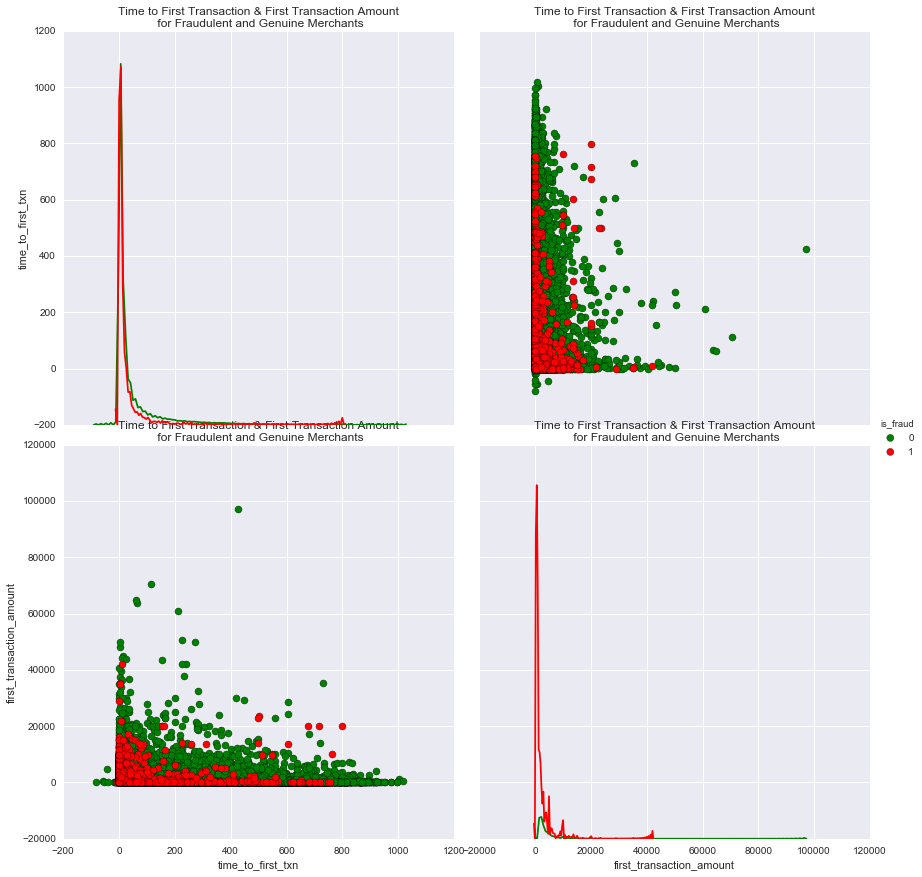 Time to First Transaction & First Transaction Amount
for Fraudulent and Genuine Merchants
Time to First Transaction & First Transaction Amount
for Fraudulent and Genuine Merchants
1200
1000
800
600
400
200
0
−200
time_to_first_txn
Time to First Transaction & First Transaction Amount
for Fraudulent and Genuine Merchants
Time to First Transaction & First Transaction Amount
for Fraudulent and Genuine Merchants
is_fraud
0
1
120000
100000
80000
60000
40000
20000
0
−20000
first_transaction_amount
−200 0 200 400 600 800 1000 1200
time_to_first_txn
−20000 0 20000 40000 60000 80000 100000 120000
first_transaction_amount